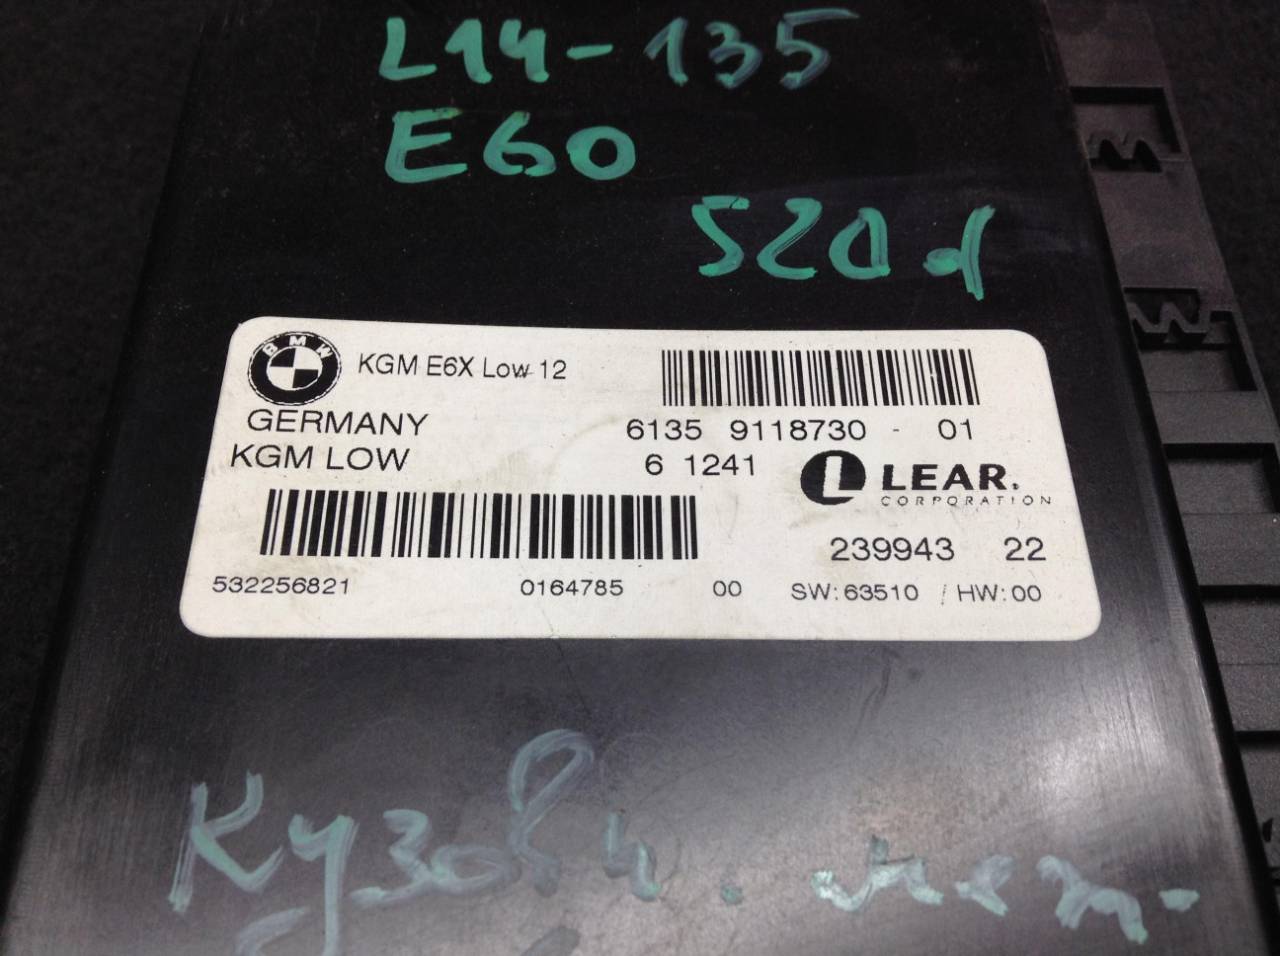 L14-135
E60
520d
BMW
KGM E6X Low 12
GERMANY
6135 9118730 - 01
KGM LOW
6 1241
LEAR.
CORPORATION
239943 22
532256821 0164785 00 SW: 63510 / HW: 00